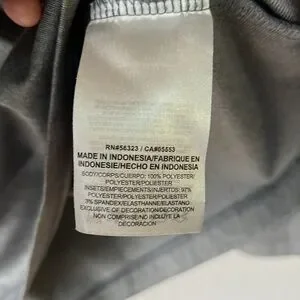 RN#56323 / CA#05553
MADE IN INDONESIA/FABRIQUE EN
INDONESIE/HECHO EN INDONESIA
BODY/CORPS/CUERPO: 100% POLYESTER/
POLYESTER/POLIESTER
INSETS/EMPIECEMENTS/INVERTOS: 97%
POLYESTER/POLYESTER/POLIESTER
3% SPANDEX/ELASTHANNE/ELASTANO
EXCLUSIVE OF DECORATION/DECORATION
NON COMPRISE/NO INCLUYE LA
DECORACION